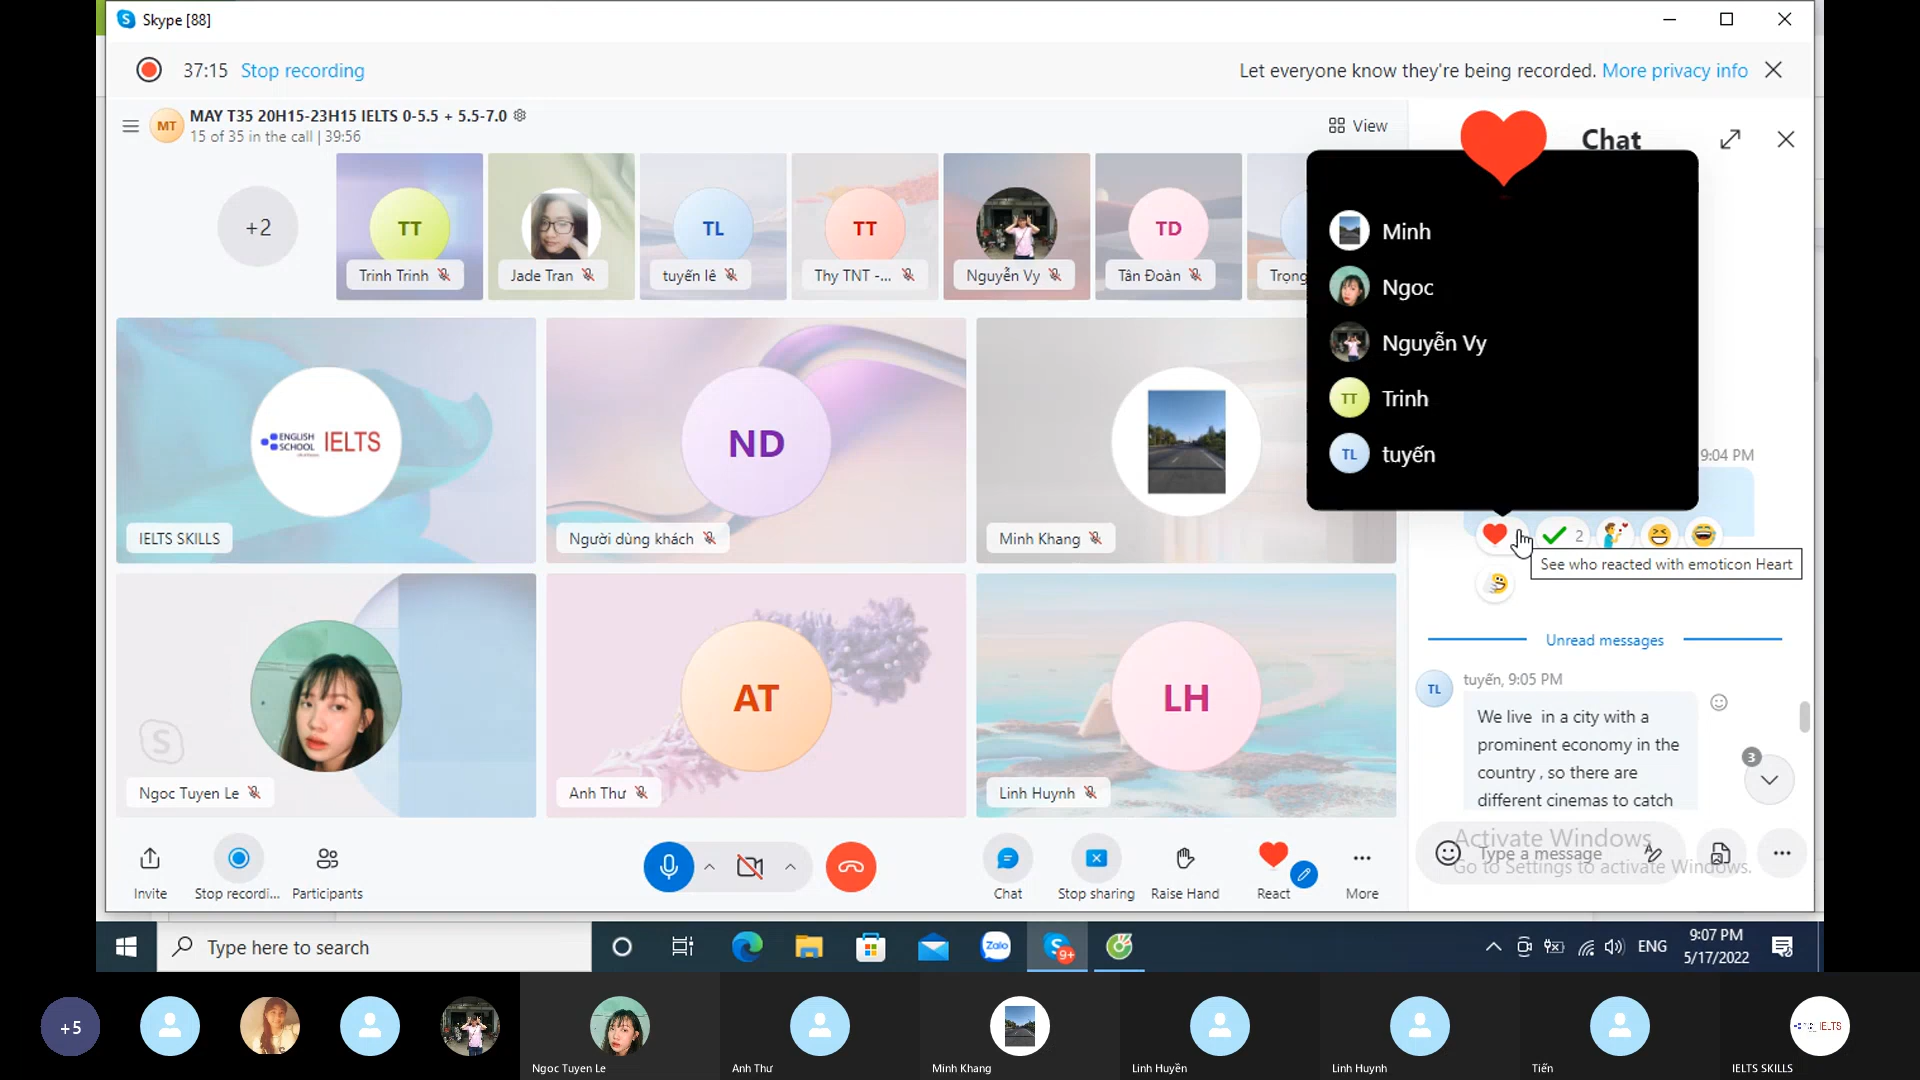 Skype [88]
37:15 Stop recording
Let everyone know they're being recorded. More privacy info
MT
MAY T35 20H15-23H15 IELTS 0-5.5 + 5.5-7.0
15 of 35 in the call | 39:56
View
Chat
+2
TT
Trinh Trinh
Jade Tran
TL
tuyến lê
TT
Thy TNT -...
Nguyễn Vy
TD
Tân Đoàn
Trọng
Minh
Ngoc
Nguyễn Vy
TT
Trinh
TL
tuyến
ENGLISH
SCHOOL
IELTS
IELTS SKILLS
ND
Người dùng khách
Minh Khang
Ngoc Tuyen Le
AT
Anh Thư
LH
Linh Huynh
9:04 PM
2
See who reacted with emoticon Heart
Unread messages
TL
tuyến, 9:05 PM
We live in a city with a
prominent economy in the
country , so there are
different cinemas to catch
3
Type a message
Activate Windows
Go to Settings to activate Windows.
Invite
Stop recordi...
Participants
Chat
Stop sharing
Raise Hand
React
More
Type here to search
Zalo
9+
ENG
9:07 PM
5/17/2022
+5
Ngoc Tuyen Le
Anh Thư
Minh Khang
Linh Huyền
Linh Huynh
Tiến
IELTS SKILLS